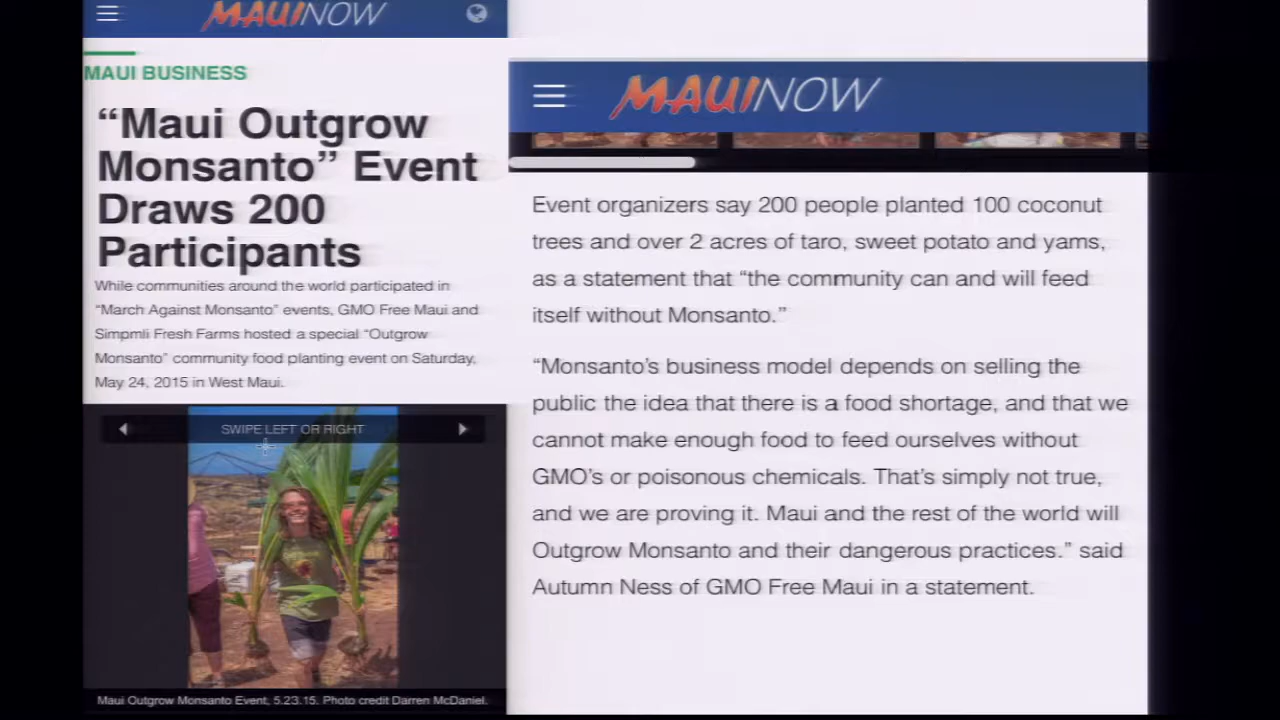 MAUINOW
MAUI BUSINESS
“Maui Outgrow
Monsanto” Event
Draws 200
Participants
While communities around the world participated in
“March Against Monsanto” events, GMO Free Maui and
Simpmli Fresh Farms hosted a special “Outgrow
Monsanto” community food planting event on Saturday,
May 24, 2015 in West Maui.
SWIPE LEFT OR RIGHT
Maui Outgrow Monsanto Event, 5.23.15. Photo credit Darren McDaniel.
MAUINOW
Event organizers say 200 people planted 100 coconut
trees and over 2 acres of taro, sweet potato and yams,
as a statement that “the community can and will feed
itself without Monsanto.”
“Monsanto’s business model depends on selling the
public the idea that there is a food shortage, and that we
cannot make enough food to feed ourselves without
GMO’s or poisonous chemicals. That’s simply not true,
and we are proving it. Maui and the rest of the world will
Outgrow Monsanto and their dangerous practices.” said
Autumn Ness of GMO Free Maui in a statement.